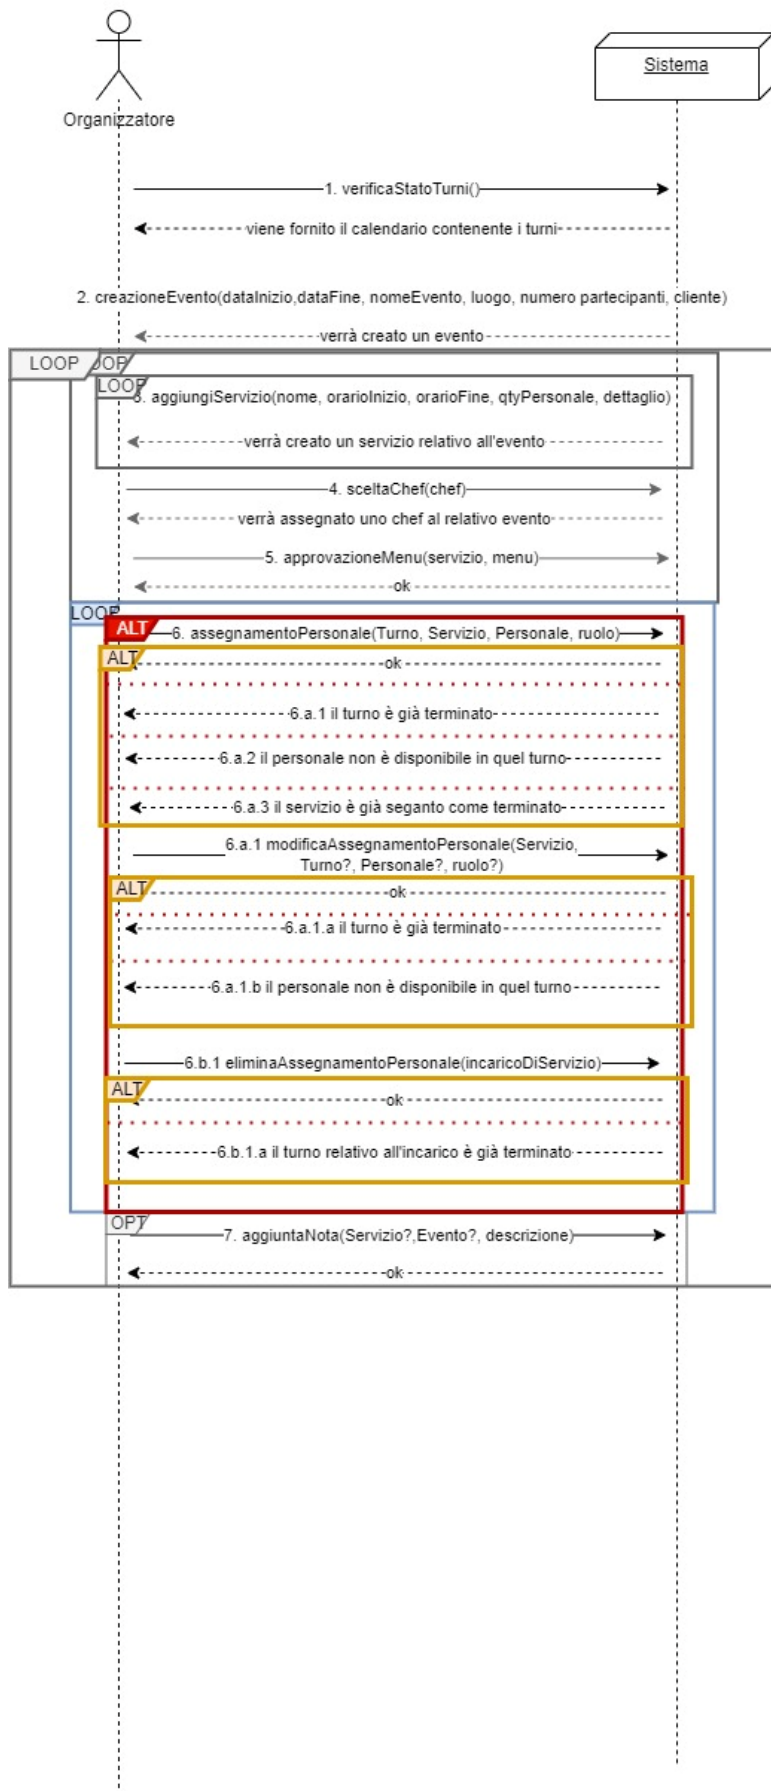 Organizzatore
Sistema
1. verificaStatoTurni()
viene fornito il calendario contenente i turni
2. creazioneEvento(dataInizio,dataFine, nomeEvento, luogo, numero partecipanti, cliente)
verrà creato un evento
LOOP
LOOP
3. aggiungiServizio(nome, orarioInizio, orarioFine, qtyPersonale, dettaglio)
verrà creato un servizio relativo all'evento
4. sceltaChef(chef)
verrà assegnato uno chef al relativo evento
5. approvazioneMenu(servizio, menu)
ok
LOOP
ALT
6. assegnamentoPersonale(Turno, Servizio, Personale, ruolo)
ALT
ok
6.a.1 il turno è già terminato
6.a.2 il personale non è disponibile in quel turno
6.a.3 il servizio è già seganto come terminato
6.a.1 modificaAssegnamentoPersonale(Servizio,
Turno?, Personale?, ruolo?)
ALT
ok
6.a.1.a il turno è già terminato
6.a.1.b il personale non è disponibile in quel turno
6.b.1 eliminaAssegnamentoPersonale(incaricoDiServizio)
ALT
ok
6.b.1.a il turno relativo all'incarico è già terminato
OPT
7. aggiuntaNota(Servizio?,Evento?, descrizione)
ok